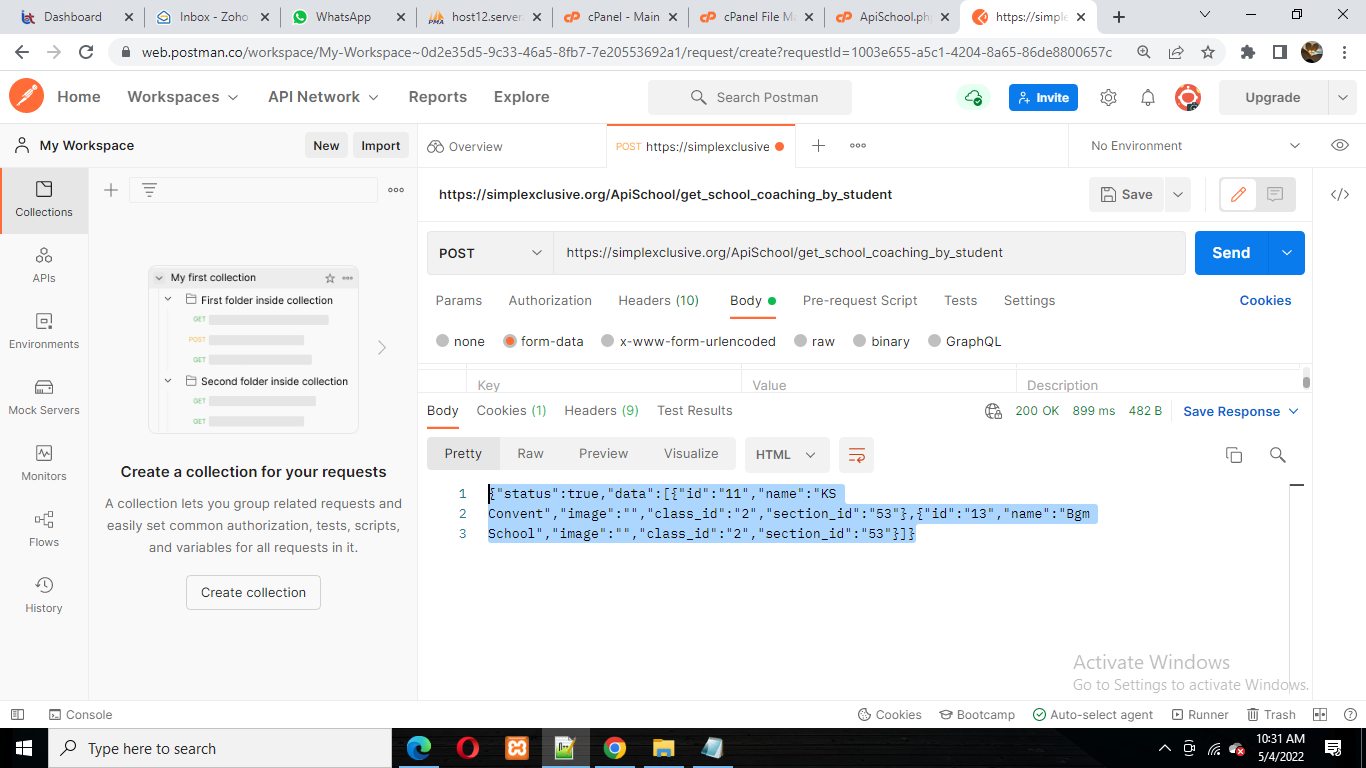 Dashboard
Inbox - Zoho
WhatsApp
host12.server
cPanel - Main
cPanel File Ma
ApiSchool.ph
https://simple
web.postman.co/workspace/My-Workspace~0d2e35d5-9c33-46a5-8fb7-7e20553692a1/request/create?requestId=1003e655-a5c1-4204-8a65-86de8800657c
Home
Workspaces
API Network
Reports
Explore
Search Postman
Invite
Upgrade
My Workspace
New
Import
Overview
POST https://simplexclusive
No Environment
Collections
APIs
Environments
Mock Servers
Monitors
Flows
History
My first collection
First folder inside collection
GET
POST
GET
Second folder inside collection
GET
GET
Create a collection for your requests
A collection lets you group related requests and
easily set common authorization, tests, scripts,
and variables for all requests in it.
Create collection
https://simplexclusive.org/ApiSchool/get_school_coaching_by_student
Save
POST
https://simplexclusive.org/ApiSchool/get_school_coaching_by_student
Send
Params
Authorization
Headers (10)
Body
Pre-request Script
Tests
Settings
Cookies
none
form-data
x-www-form-urlencoded
raw
binary
GraphQL
Key
Value
Description
Body
Cookies (1)
Headers (9)
Test Results
200 OK
899 ms
482 B
Save Response
Pretty
Raw
Preview
Visualize
HTML
1 {"status":true,"data":[{"id":"11","name":"KS
2 Convent","image":"","class_id":"2","section_id":"53"},{"id":"13","name":"Bgm
3 School","image":"","class_id":"2","section_id":"53"}]}
Activate Windows
Go to Settings to activate Windows.
Console
Cookies
Bootcamp
Auto-select agent
Runner
Trash
Type here to search
10:31 AM
5/4/2022